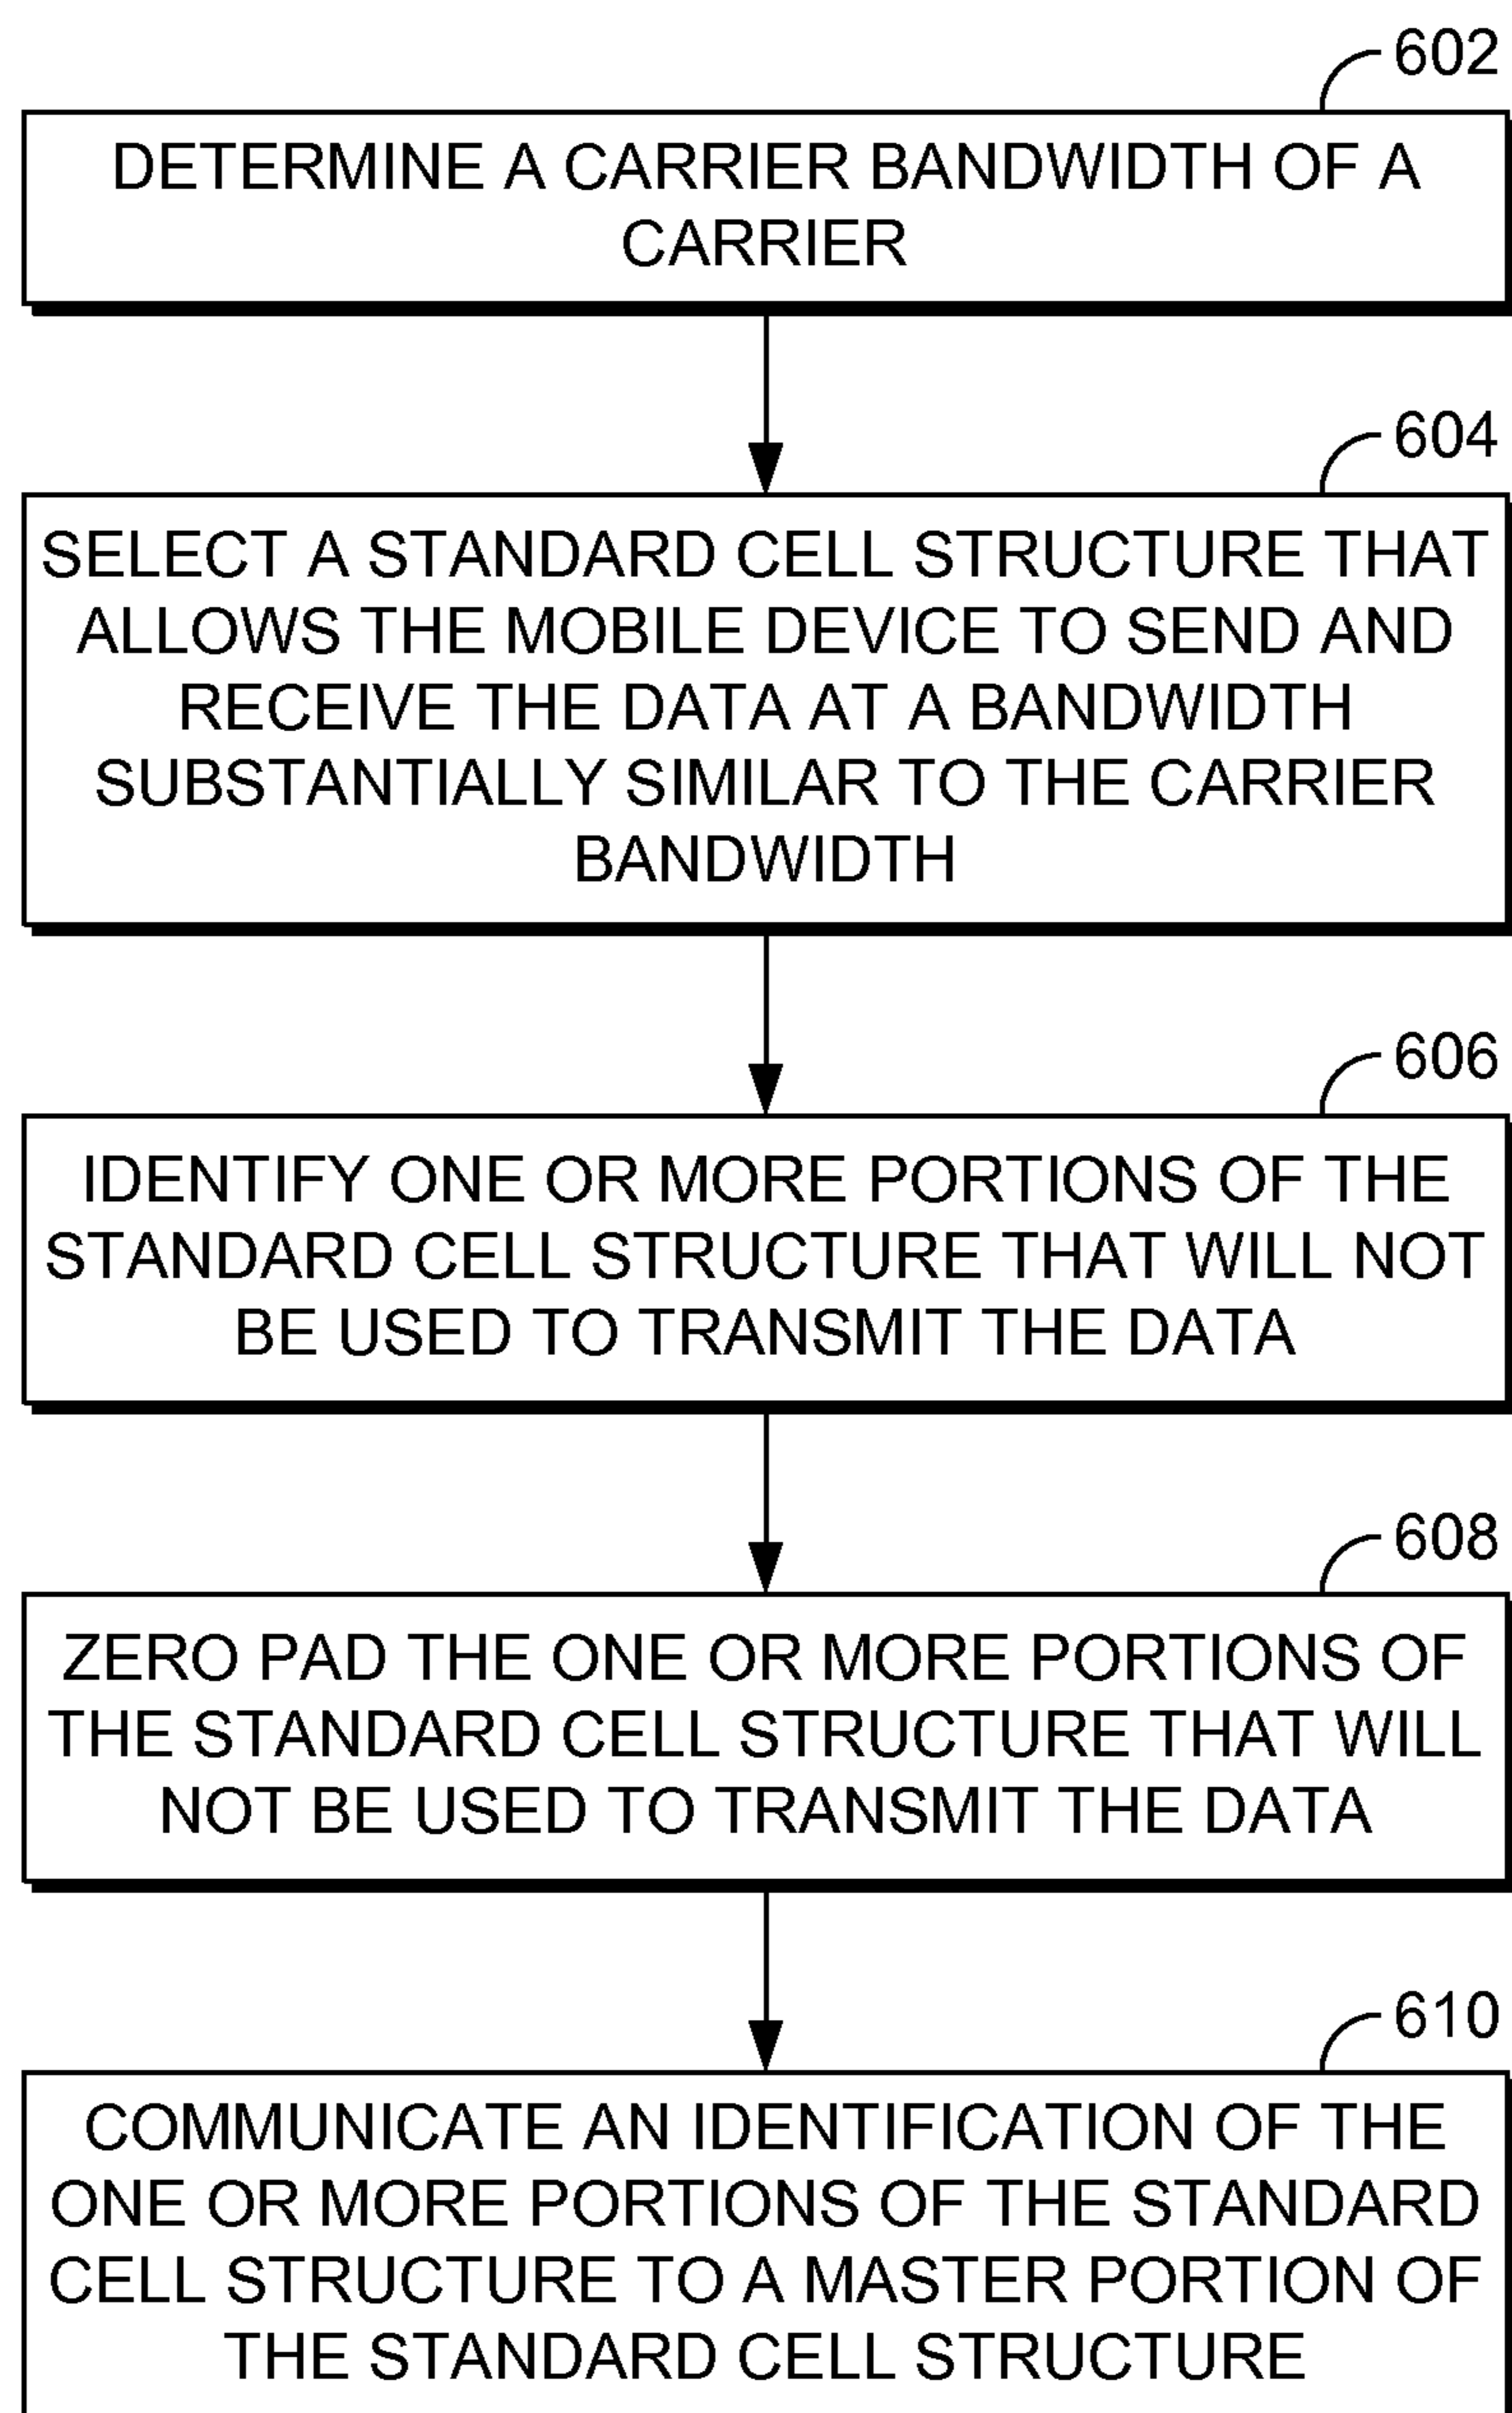 602
DETERMINE A CARRIER BANDWIDTH OF A
CARRIER
604
SELECT A STANDARD CELL STRUCTURE THAT
ALLOWS THE MOBILE DEVICE TO SEND AND
RECEIVE THE DATA AT A BANDWIDTH
SUBSTANTIALLY SIMILAR TO THE CARRIER
BANDWIDTH
606
IDENTIFY ONE OR MORE PORTIONS OF THE
STANDARD CELL STRUCTURE THAT WILL NOT
BE USED TO TRANSMIT THE DATA
608
ZERO PAD THE ONE OR MORE PORTIONS OF
THE STANDARD CELL STRUCTURE THAT WILL
NOT BE USED TO TRANSMIT THE DATA
610
COMMUNICATE AN IDENTIFICATION OF THE
ONE OR MORE PORTIONS OF THE STANDARD
CELL STRUCTURE TO A MASTER PORTION OF
THE STANDARD CELL STRUCTURE